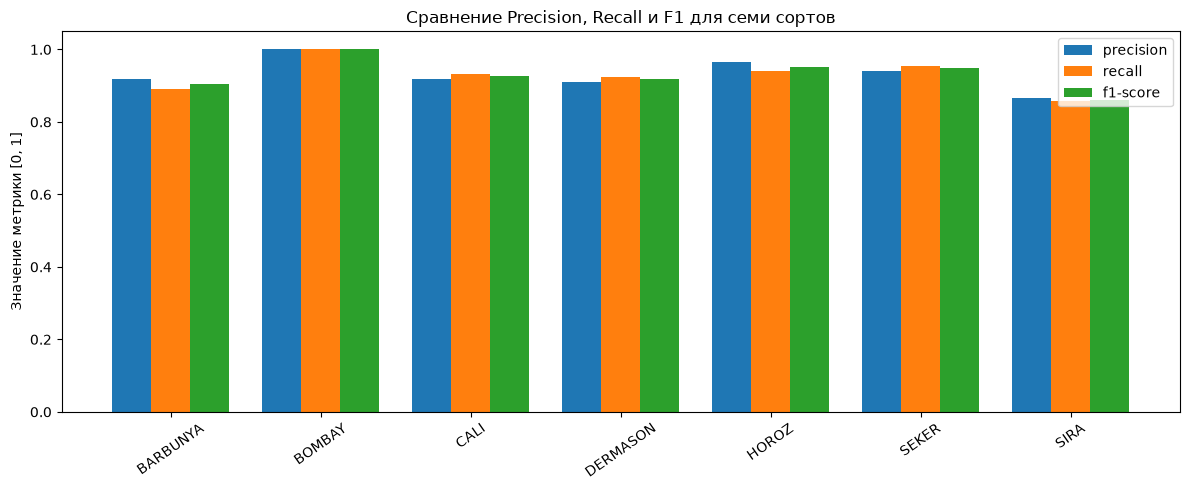 Сравнение Precision, Recall и F1 для семи сортов
precision
recall
f1-score
Значение метрики [0, 1]
1.0
0.8
0.6
0.4
0.2
0.0
BARBUNYA
BOMBAY
CALI
DERMASON
HOROZ
SEKER
SIRA